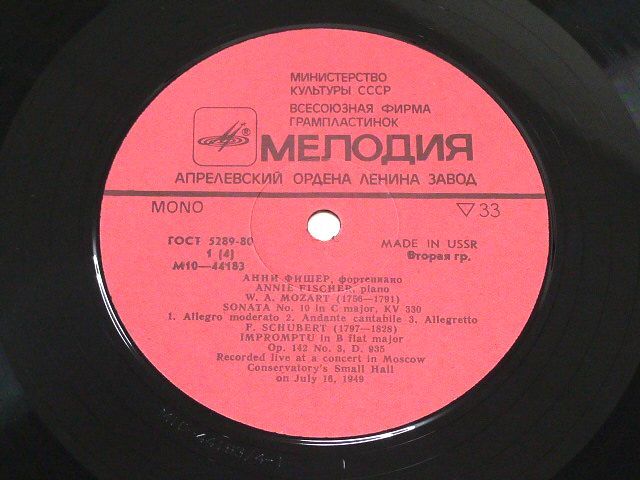 МИНИСТЕРСТВО
КУЛЬТУРЫ СССР
ВСЕСОЮЗНАЯ ФИРМА
ГРАМПЛАСТИНОК
® МЕЛОДИЯ
АПРЕЛЕВСКИЙ ОРДЕНА ЛЕНИНА ЗАВОД
MONO ▽33
ГОСТ 5289-80 MADE IN USSR
1 (4) Вторая гр.
М10—44183
АННИ ФИШЕР, фортепиано
ANNIE FISCHER, piano
W. A. MOZART (1756—1791)
SONATA No. 10 in C major, KV 330
1. Allegro moderato 2. Andante cantabile 3. Allegretto
F. SCHUBERT (1797—1828)
IMPROMPTU in B flat major
Op. 142 No. 3, D. 935
Recorded live at a concert in Moscow
Conservatory's Small Hall
on July 16, 1949